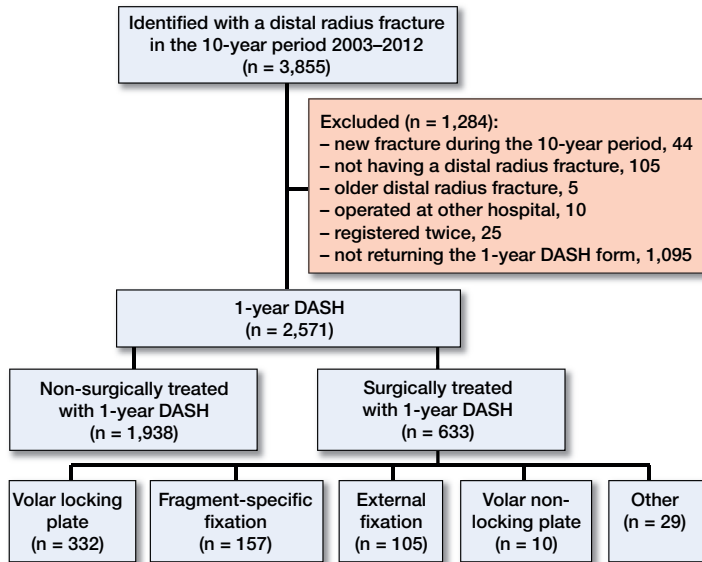 Identified with a distal radius fracture
in the 10-year period 2003–2012
(n = 3,855)
Excluded (n = 1,284):
– new fracture during the 10-year period, 44
– not having a distal radius fracture, 105
– older distal radius fracture, 5
– operated at other hospital, 10
– registered twice, 25
– not returning the 1-year DASH form, 1,095
1-year DASH
(n = 2,571)
Non-surgically treated
with 1-year DASH
(n = 1,938)
Surgically treated
with 1-year DASH
(n = 633)
Volar locking
plate
(n = 332)
Fragment-specific
fixation
(n = 157)
External
fixation
(n = 105)
Volar non-
locking plate
(n = 10)
Other
(n = 29)